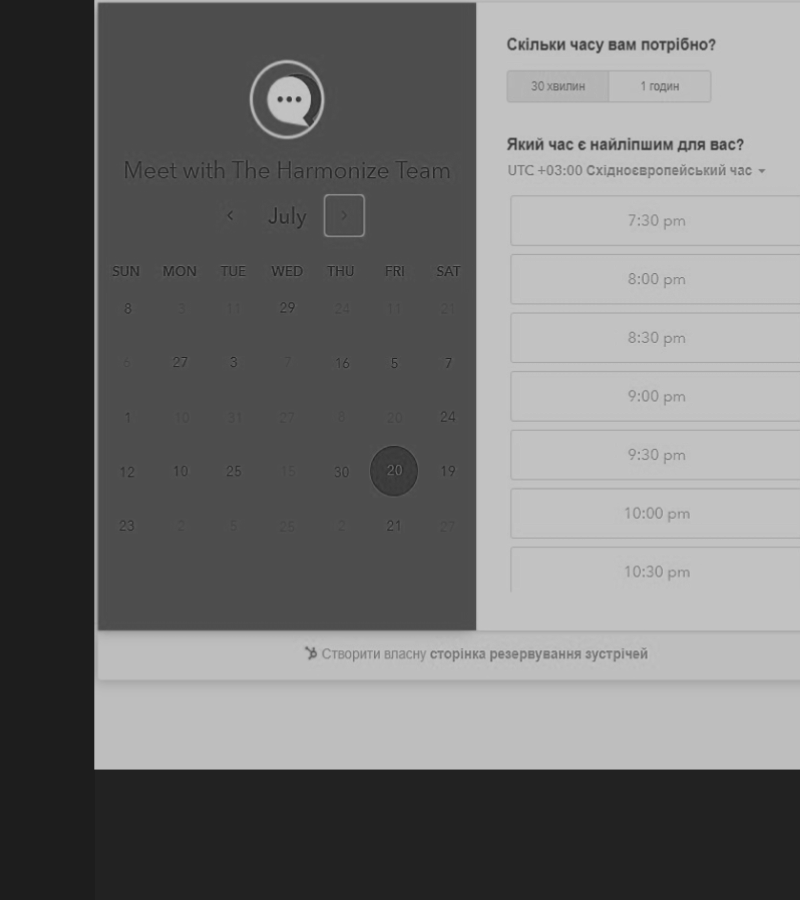 Meet with The Harmonize Team
July
SUN MON TUE WED THU FRI SAT
8 3 11 29 24 11 21
6 27 3 7 16 5 7
1 10 31 27 6 20 24
12 10 25 15 30 20 19
23 2 5 25 2 21 27
Скільки часу вам потрібно?
30 хвилин 1 годин
Який час є найліпшим для вас?
UTC +03:00 Східноєвропейський час
7:30 pm
8:00 pm
8:30 pm
9:00 pm
9:30 pm
10:00 pm
10:30 pm
Створити власну сторінка резервування зустрічей